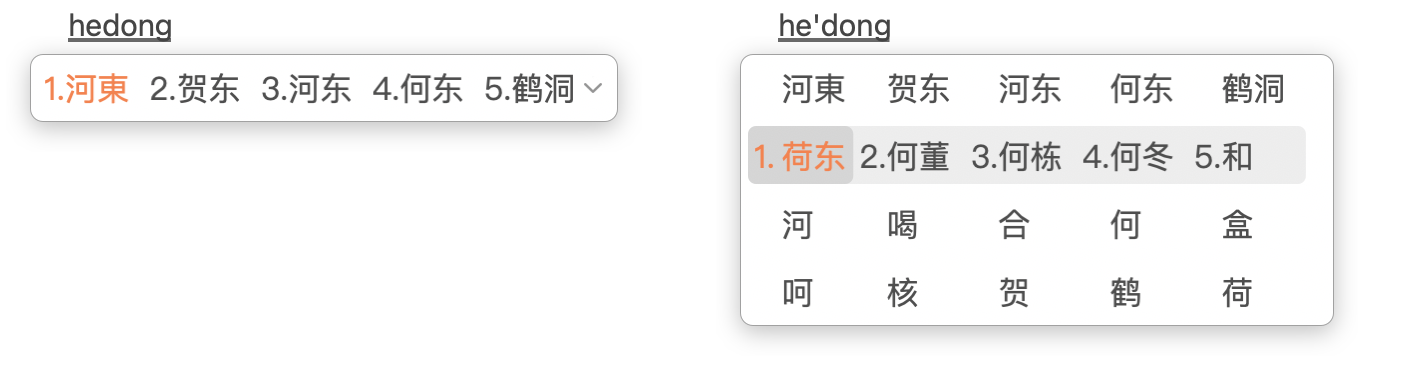 hedong
1.河東 2.贺东 3.河东 4.何东 5.鹤洞
he'dong
河東 贺东 河东 何东 鹤洞
1. 荷东 2.何董 3.何栋 4.何冬 5.和
河 喝 合 何 盒
呵 核 贺 鹤 荷